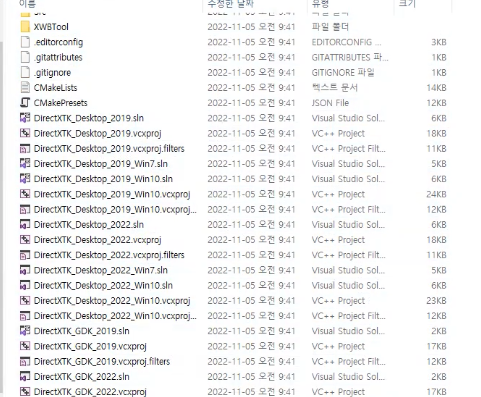 이름 수정한 날짜 유형 크기
XWBTool 2022-11-05 오전 9:41 파일 폴더
.editorconfig 2022-11-05 오전 9:41 EDITORCONFIG ... 3KB
.gitattributes 2022-11-05 오전 9:41 GITATTRIBUTES 파... 1KB
.gitignore 2022-11-05 오전 9:41 GITIGNORE 파일 1KB
CMakeLists 2022-11-05 오전 9:41 텍스트 문서 14KB
CMakePresets 2022-11-05 오전 9:41 JSON File 12KB
DirectXTK_Desktop_2019.sln 2022-11-05 오전 9:41 Visual Studio Sol... 6KB
DirectXTK_Desktop_2019.vcxproj 2022-11-05 오전 9:41 VC++ Project 18KB
DirectXTK_Desktop_2019.vcxproj.filters 2022-11-05 오전 9:41 VC++ Project Filt... 11KB
DirectXTK_Desktop_2019_Win7.sln 2022-11-05 오전 9:41 Visual Studio Sol... 5KB
DirectXTK_Desktop_2019_Win10.sln 2022-11-05 오전 9:41 Visual Studio Sol... 6KB
DirectXTK_Desktop_2019_Win10.vcxproj 2022-11-05 오전 9:41 VC++ Project 24KB
DirectXTK_Desktop_2019_Win10.vcxproj... 2022-11-05 오전 9:41 VC++ Project Filt... 12KB
DirectXTK_Desktop_2022.sln 2022-11-05 오전 9:41 Visual Studio Sol... 6KB
DirectXTK_Desktop_2022.vcxproj 2022-11-05 오전 9:41 VC++ Project 18KB
DirectXTK_Desktop_2022.vcxproj.filters 2022-11-05 오전 9:41 VC++ Project Filt... 11KB
DirectXTK_Desktop_2022_Win7.sln 2022-11-05 오전 9:41 Visual Studio Sol... 5KB
DirectXTK_Desktop_2022_Win10.sln 2022-11-05 오전 9:41 Visual Studio Sol... 6KB
DirectXTK_Desktop_2022_Win10.vcxproj 2022-11-05 오전 9:41 VC++ Project 23KB
DirectXTK_Desktop_2022_Win10.vcxproj... 2022-11-05 오전 9:41 VC++ Project Filt... 12KB
DirectXTK_GDK_2019.sln 2022-11-05 오전 9:41 Visual Studio Sol... 2KB
DirectXTK_GDK_2019.vcxproj 2022-11-05 오전 9:41 VC++ Project 17KB
DirectXTK_GDK_2019.vcxproj.filters 2022-11-05 오전 9:41 VC++ Project Filt... 12KB
DirectXTK_GDK_2022.sln 2022-11-05 오전 9:41 Visual Studio Sol... 2KB
DirectXTK_GDK_2022.vcxproj 2022-11-05 오전 9:41 VC++ Project 17KB